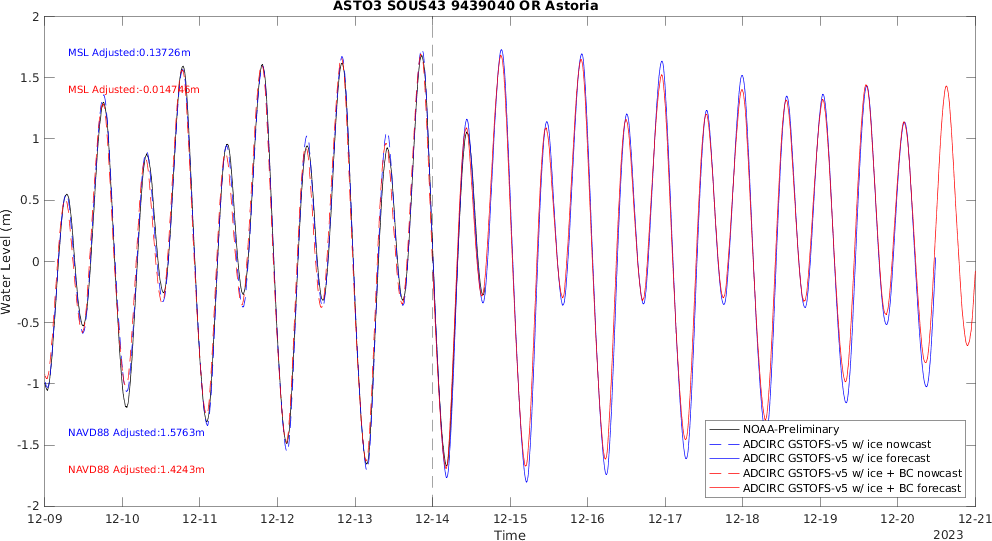 ASTO3 SOUS43 9439040 OR Astoria
MSL Adjusted:0.13726m
MSL Adjusted:-0.014746m
NAVD88 Adjusted:1.5763m
NAVD88 Adjusted:1.4243m
Water Level (m)
2
1.5
1
0.5
0
-0.5
-1
-1.5
-2
NOAA-Preliminary
ADCIRC GSTOFS-v5 w/ ice nowcast
ADCIRC GSTOFS-v5 w/ ice forecast
ADCIRC GSTOFS-v5 w/ ice + BC nowcast
ADCIRC GSTOFS-v5 w/ ice + BC forecast
12-09 12-10 12-11 12-12 12-13 12-14 12-15 12-16 12-17 12-18 12-19 12-20 12-21
Time
2023